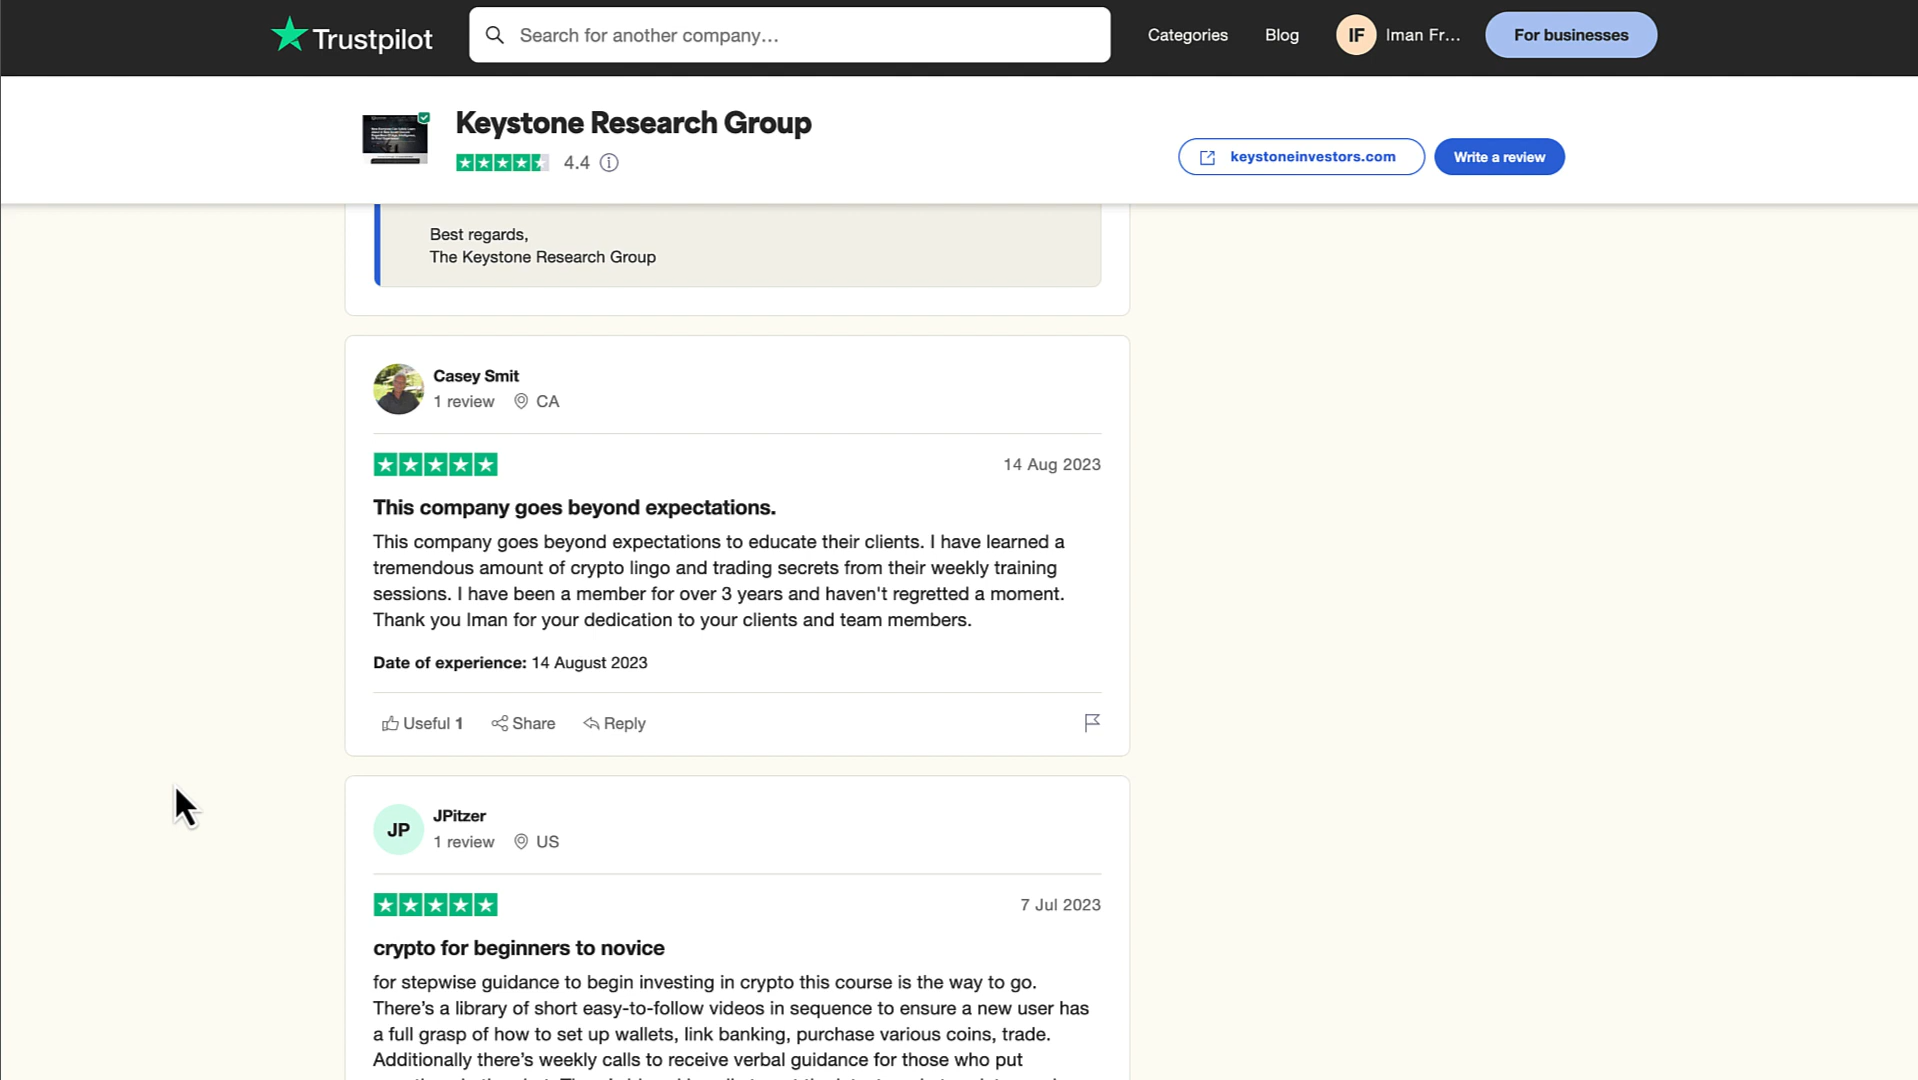 Trustpilot
Search for another company...
Categories
Blog
IF
Iman Fr...
For businesses
Keystone Research Group
4.4
keystoneinvestors.com
Write a review
Best regards,
The Keystone Research Group
Casey Smit
1 review
CA
14 Aug 2023
This company goes beyond expectations.
This company goes beyond expectations to educate their clients. I have learned a
tremendous amount of crypto lingo and trading secrets from their weekly training
sessions. I have been a member for over 3 years and haven't regretted a moment.
Thank you Iman for your dedication to your clients and team members.
Date of experience: 14 August 2023
Useful 1
Share
Reply
JP
JPitzer
1 review
US
7 Jul 2023
crypto for beginners to novice
for stepwise guidance to begin investing in crypto this course is the way to go.
There's a library of short easy-to-follow videos in sequence to ensure a new user has
a full grasp of how to set up wallets, link banking, purchase various coins, trade.
Additionally there's weekly calls to receive verbal guidance for those who put